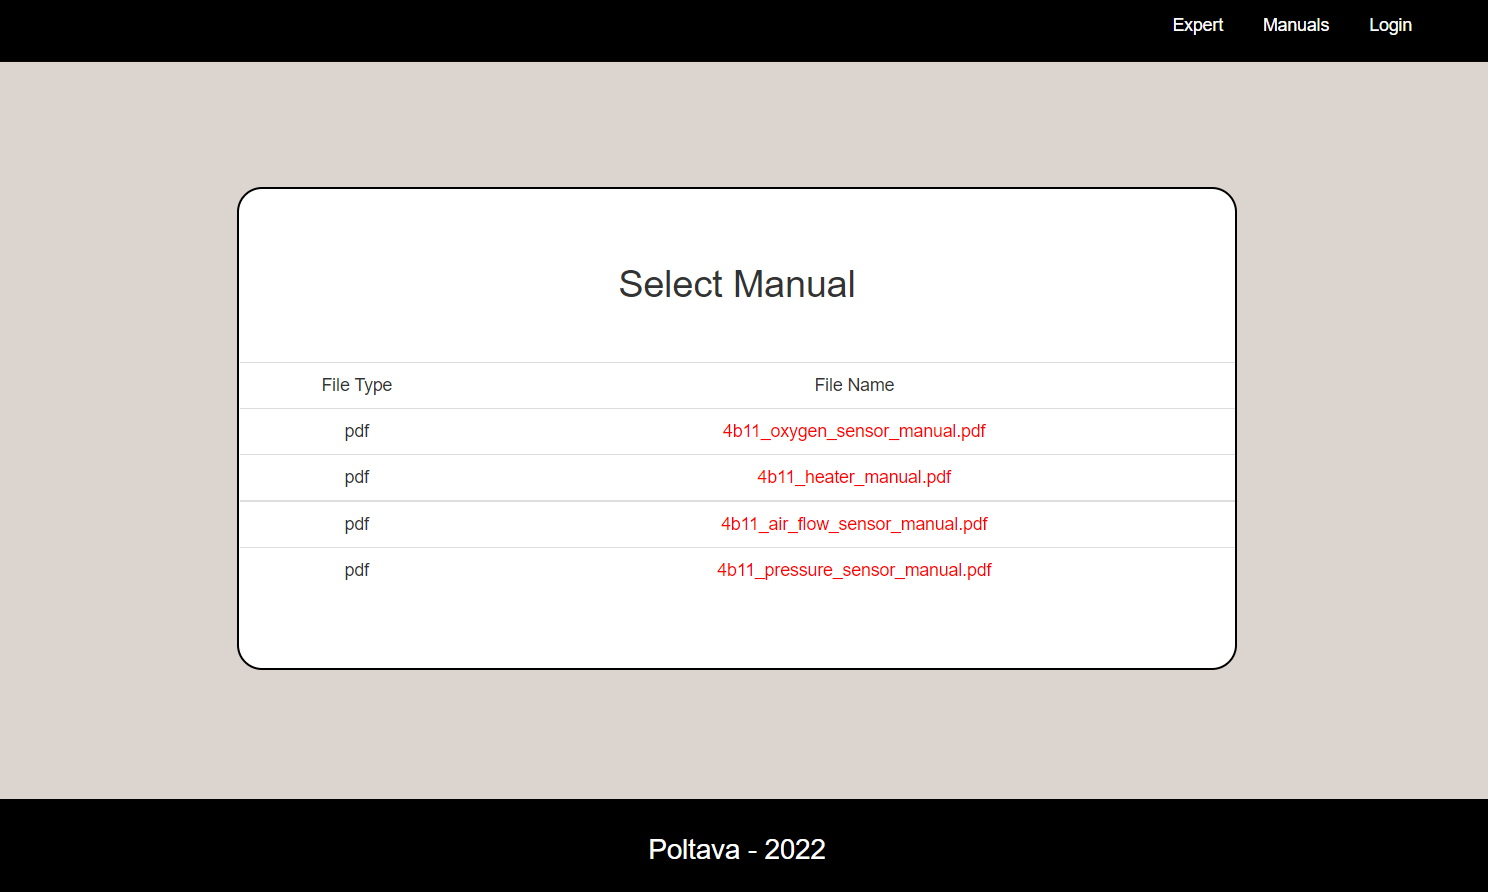 Expert Manuals Login
Select Manual
File Type File Name
pdf 4b11_oxygen_sensor_manual.pdf
pdf 4b11_heater_manual.pdf
pdf 4b11_air_flow_sensor_manual.pdf
pdf 4b11_pressure_sensor_manual.pdf
Poltava - 2022